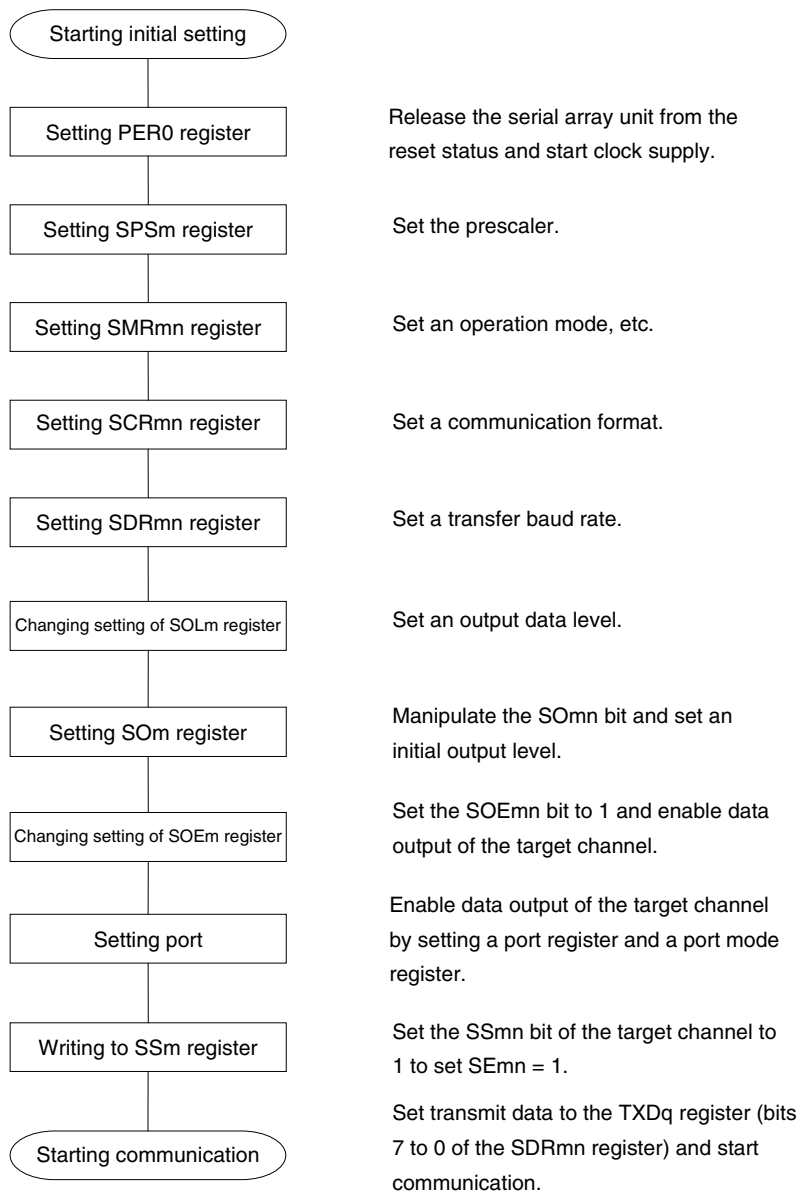 Starting initial setting
Setting PER0 register
Release the serial array unit from the
reset status and start clock supply.
Setting SPSm register
Set the prescaler.
Setting SMRmn register
Set an operation mode, etc.
Setting SCRmn register
Set a communication format.
Setting SDRmn register
Set a transfer baud rate.
Changing setting of SOLm register
Set an output data level.
Setting SOm register
Manipulate the SOmn bit and set an
initial output level.
Changing setting of SOEm register
Set the SOEmn bit to 1 and enable data
output of the target channel.
Setting port
Enable data output of the target channel
by setting a port register and a port mode
register.
Writing to SSm register
Set the SSmn bit of the target channel to
1 to set SEmn = 1.
Starting communication
Set transmit data to the TXDq register (bits
7 to 0 of the SDRmn register) and start
communication.